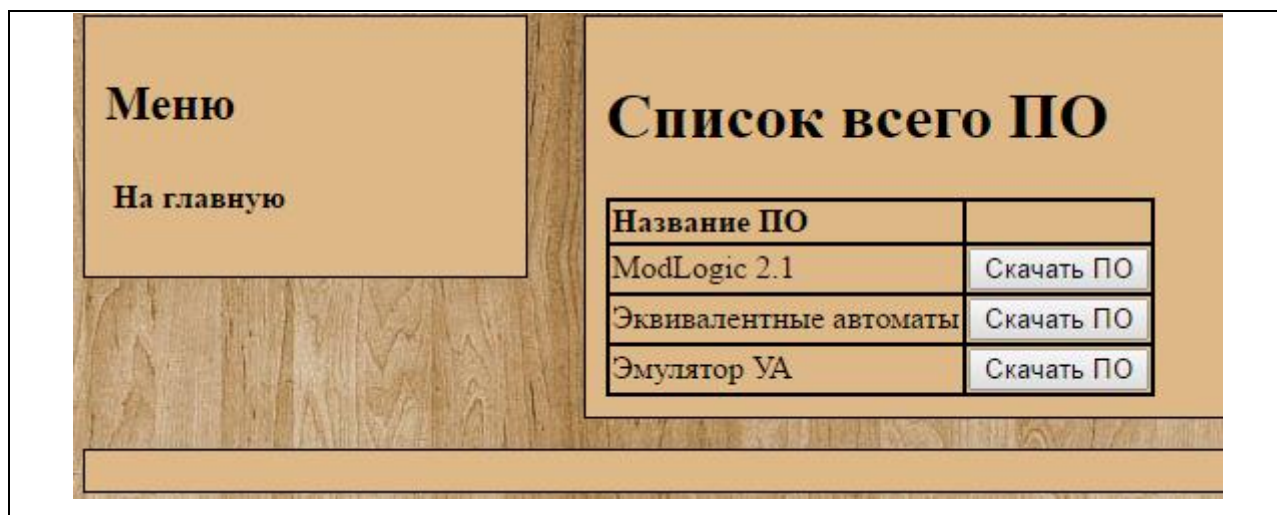 Меню
На главную
Список всего ПО
Название ПО
ModLogic 2.1 Скачать ПО
Эквивалентные автоматы Скачать ПО
Эмулятор УА Скачать ПО